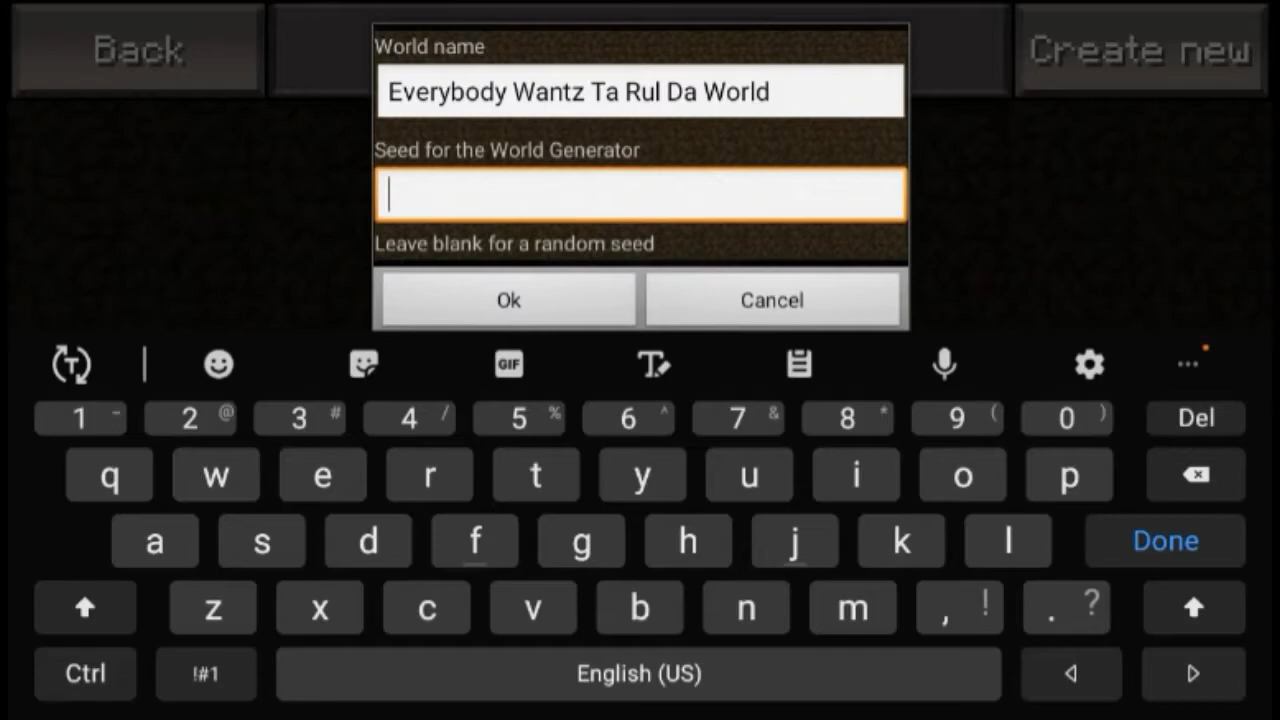 Back
Create new
World name
Everybody Wantz Ta Rul Da World
Seed for the World Generator
Leave blank for a random seed
Ok Cancel
T GIF T ...
1 - 2 @ 3 # 4 / 5 % 6 ^ 7 & 8 * 9 ( 0 ) Del
q w e r t y u i o p
a s d f g h j k l Done
z x c v b n m , ! . ?
Ctrl !#1 English (US)